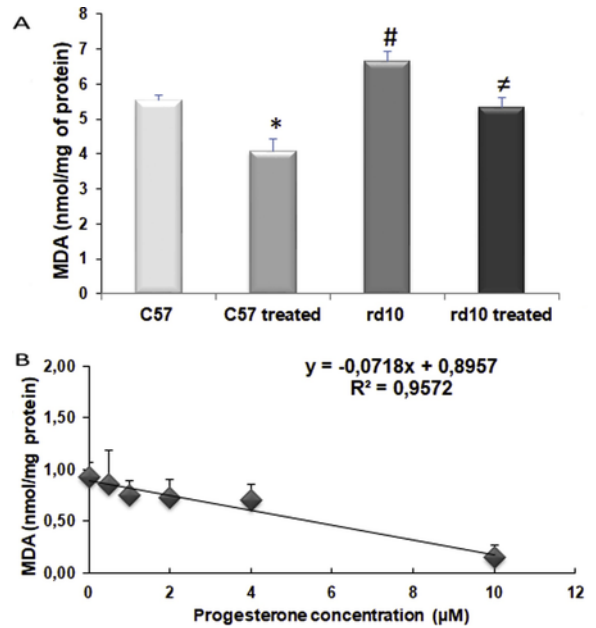 A
MDA (nmol/mg of protein)
8
7
6
5
4
3
2
1
0
*
#
≠
C57
C57 treated
rd10
rd10 treated
B
y = -0,0718x + 0,8957
R² = 0,9572
MDA (nmol/mg protein)
2,00
1,50
1,00
0,50
0,00
0 2 4 6 8 10 12
Progesterone concentration (µM)